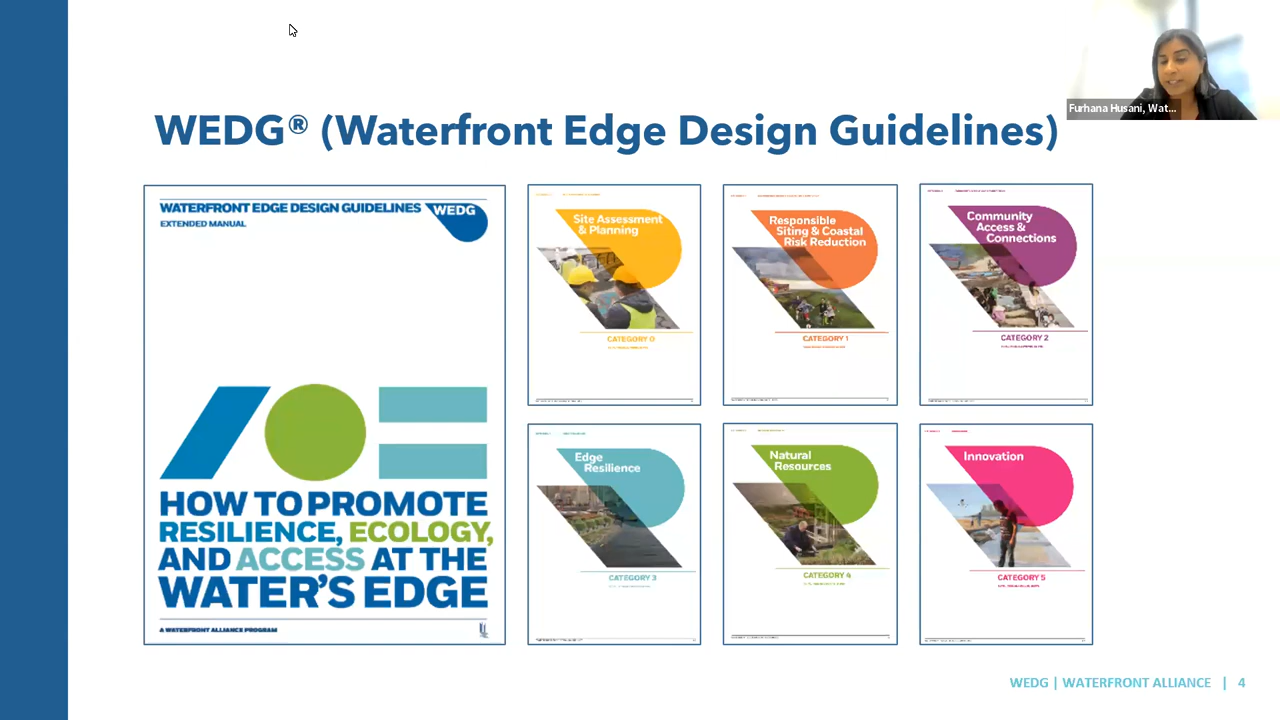 Furhana Husani, Wat...
WEDG® (Waterfront Edge Design Guidelines)
WATERFRONT EDGE DESIGN GUIDELINES
WEDG
EXTENDED MANUAL
HOW TO PROMOTE
RESILIENCE, ECOLOGY,
AND ACCESS AT THE
WATER'S EDGE
A WATERFRONT ALLIANCE PROGRAM
Site Assessment
& Planning
CATEGORY 0
Responsible
Siting & Coastal
Risk Reduction
CATEGORY 1
Community
Access &
Connections
CATEGORY 2
Edge
Resilience
CATEGORY 3
Natural
Resources
CATEGORY 4
Innovation
CATEGORY 5
WEDG | WATERFRONT ALLIANCE | 4